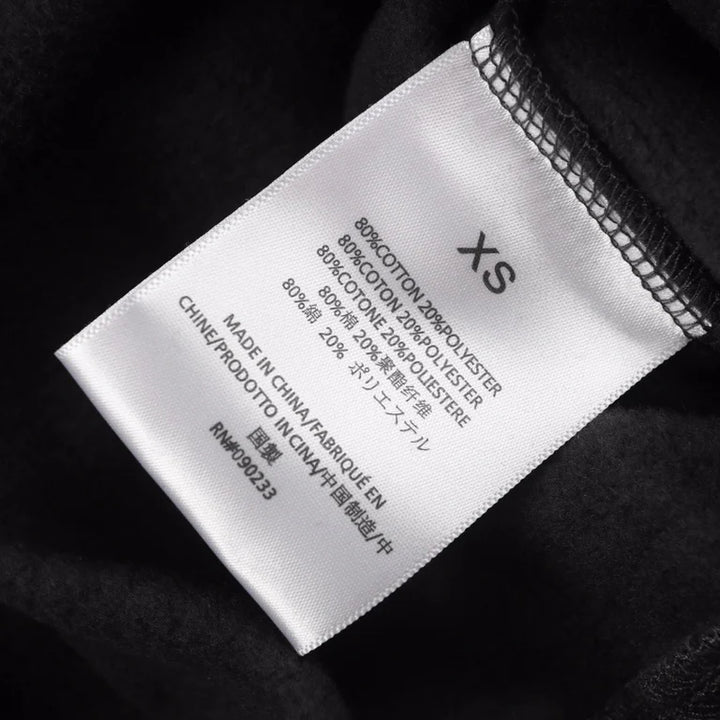 XS
80%COTTON 20%POLYESTER
80%COTON 20%POLYESTER
80%COTONE 20%POLIESTERE
80%棉 20%聚酯纤维
80%綿 20% ポリエステル
MADE IN CHINA/FABRIQUÉ EN
CHINE/PRODOTTO IN CINA/中国制造/中
国製
RN#090233